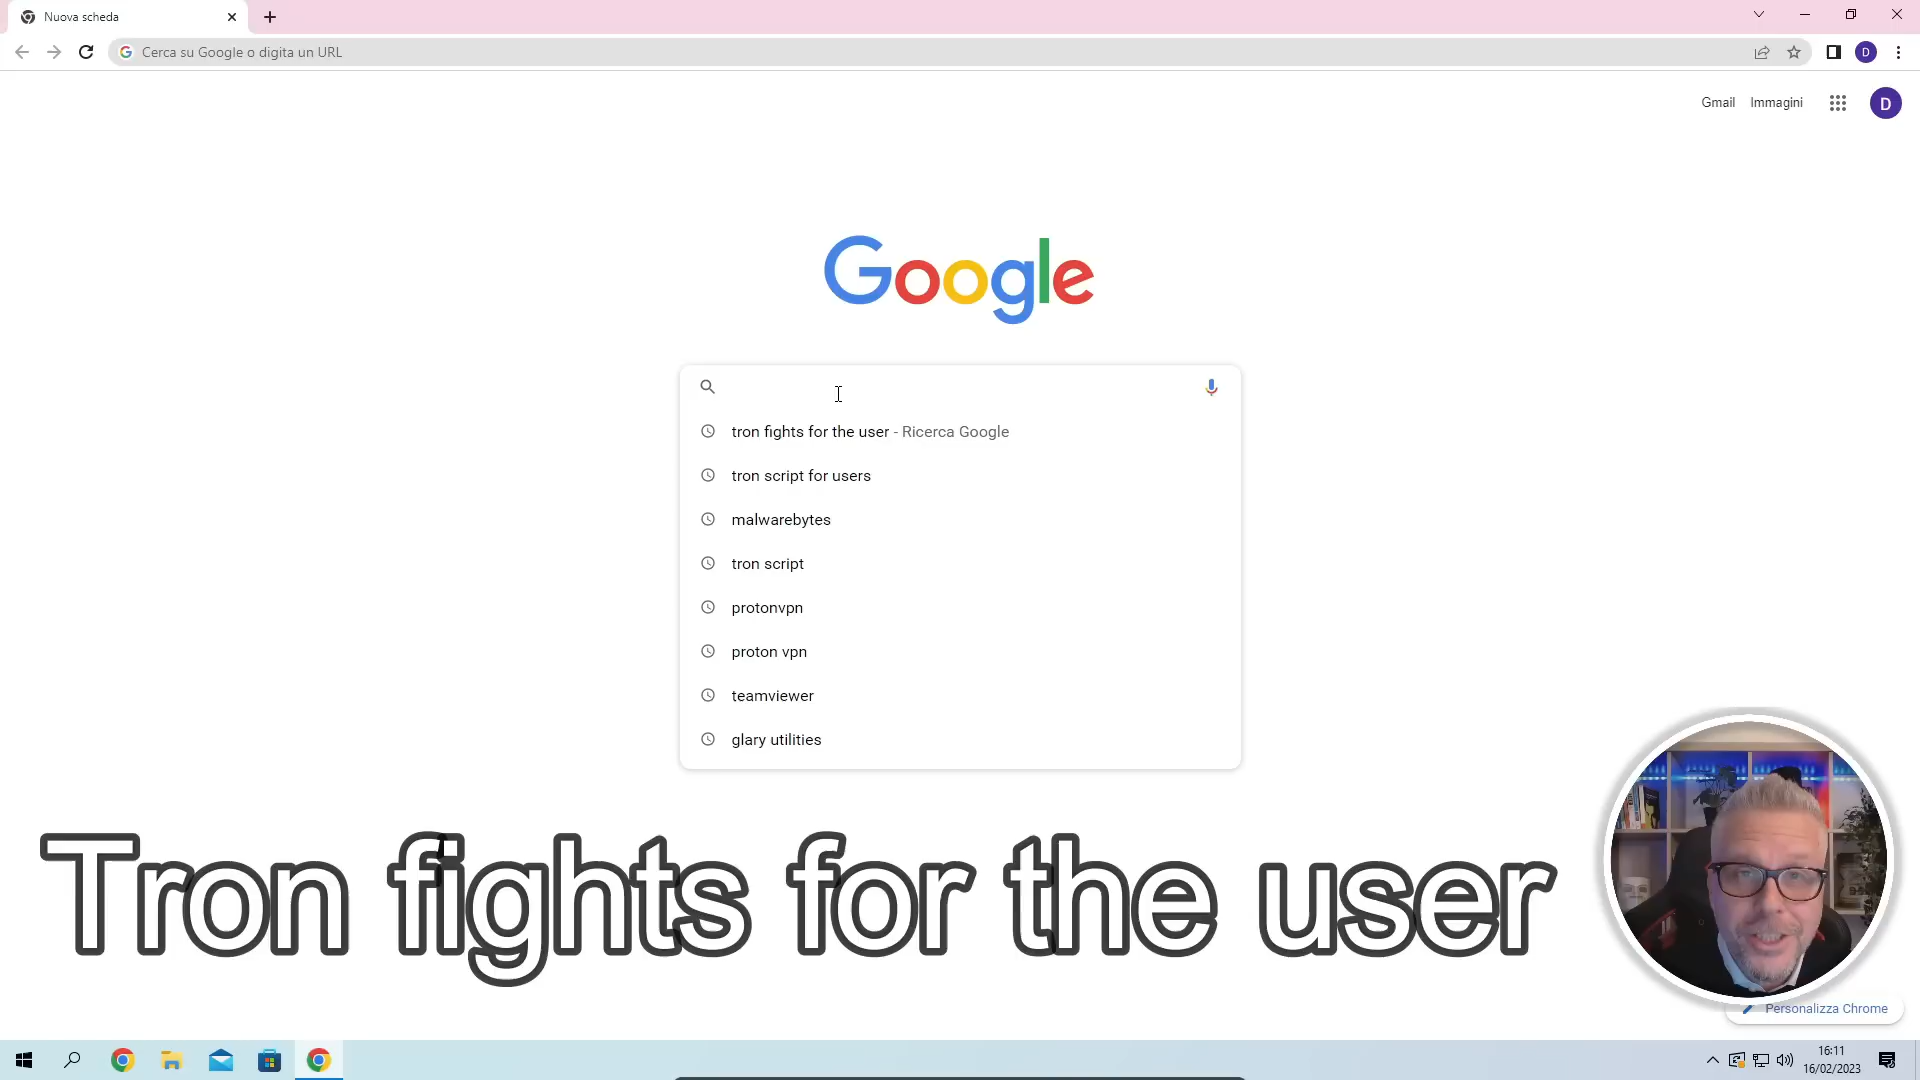 Nuova scheda
Cerca su Google o digita un URL
D
Gmail Immagini D
Google
tron fights for the user - Ricerca Google
tron script for users
malwarebytes
tron script
protonvpn
proton vpn
teamviewer
glary utilities
Tron fights for the user
Personalizza Chrome
16:11
16/02/2023